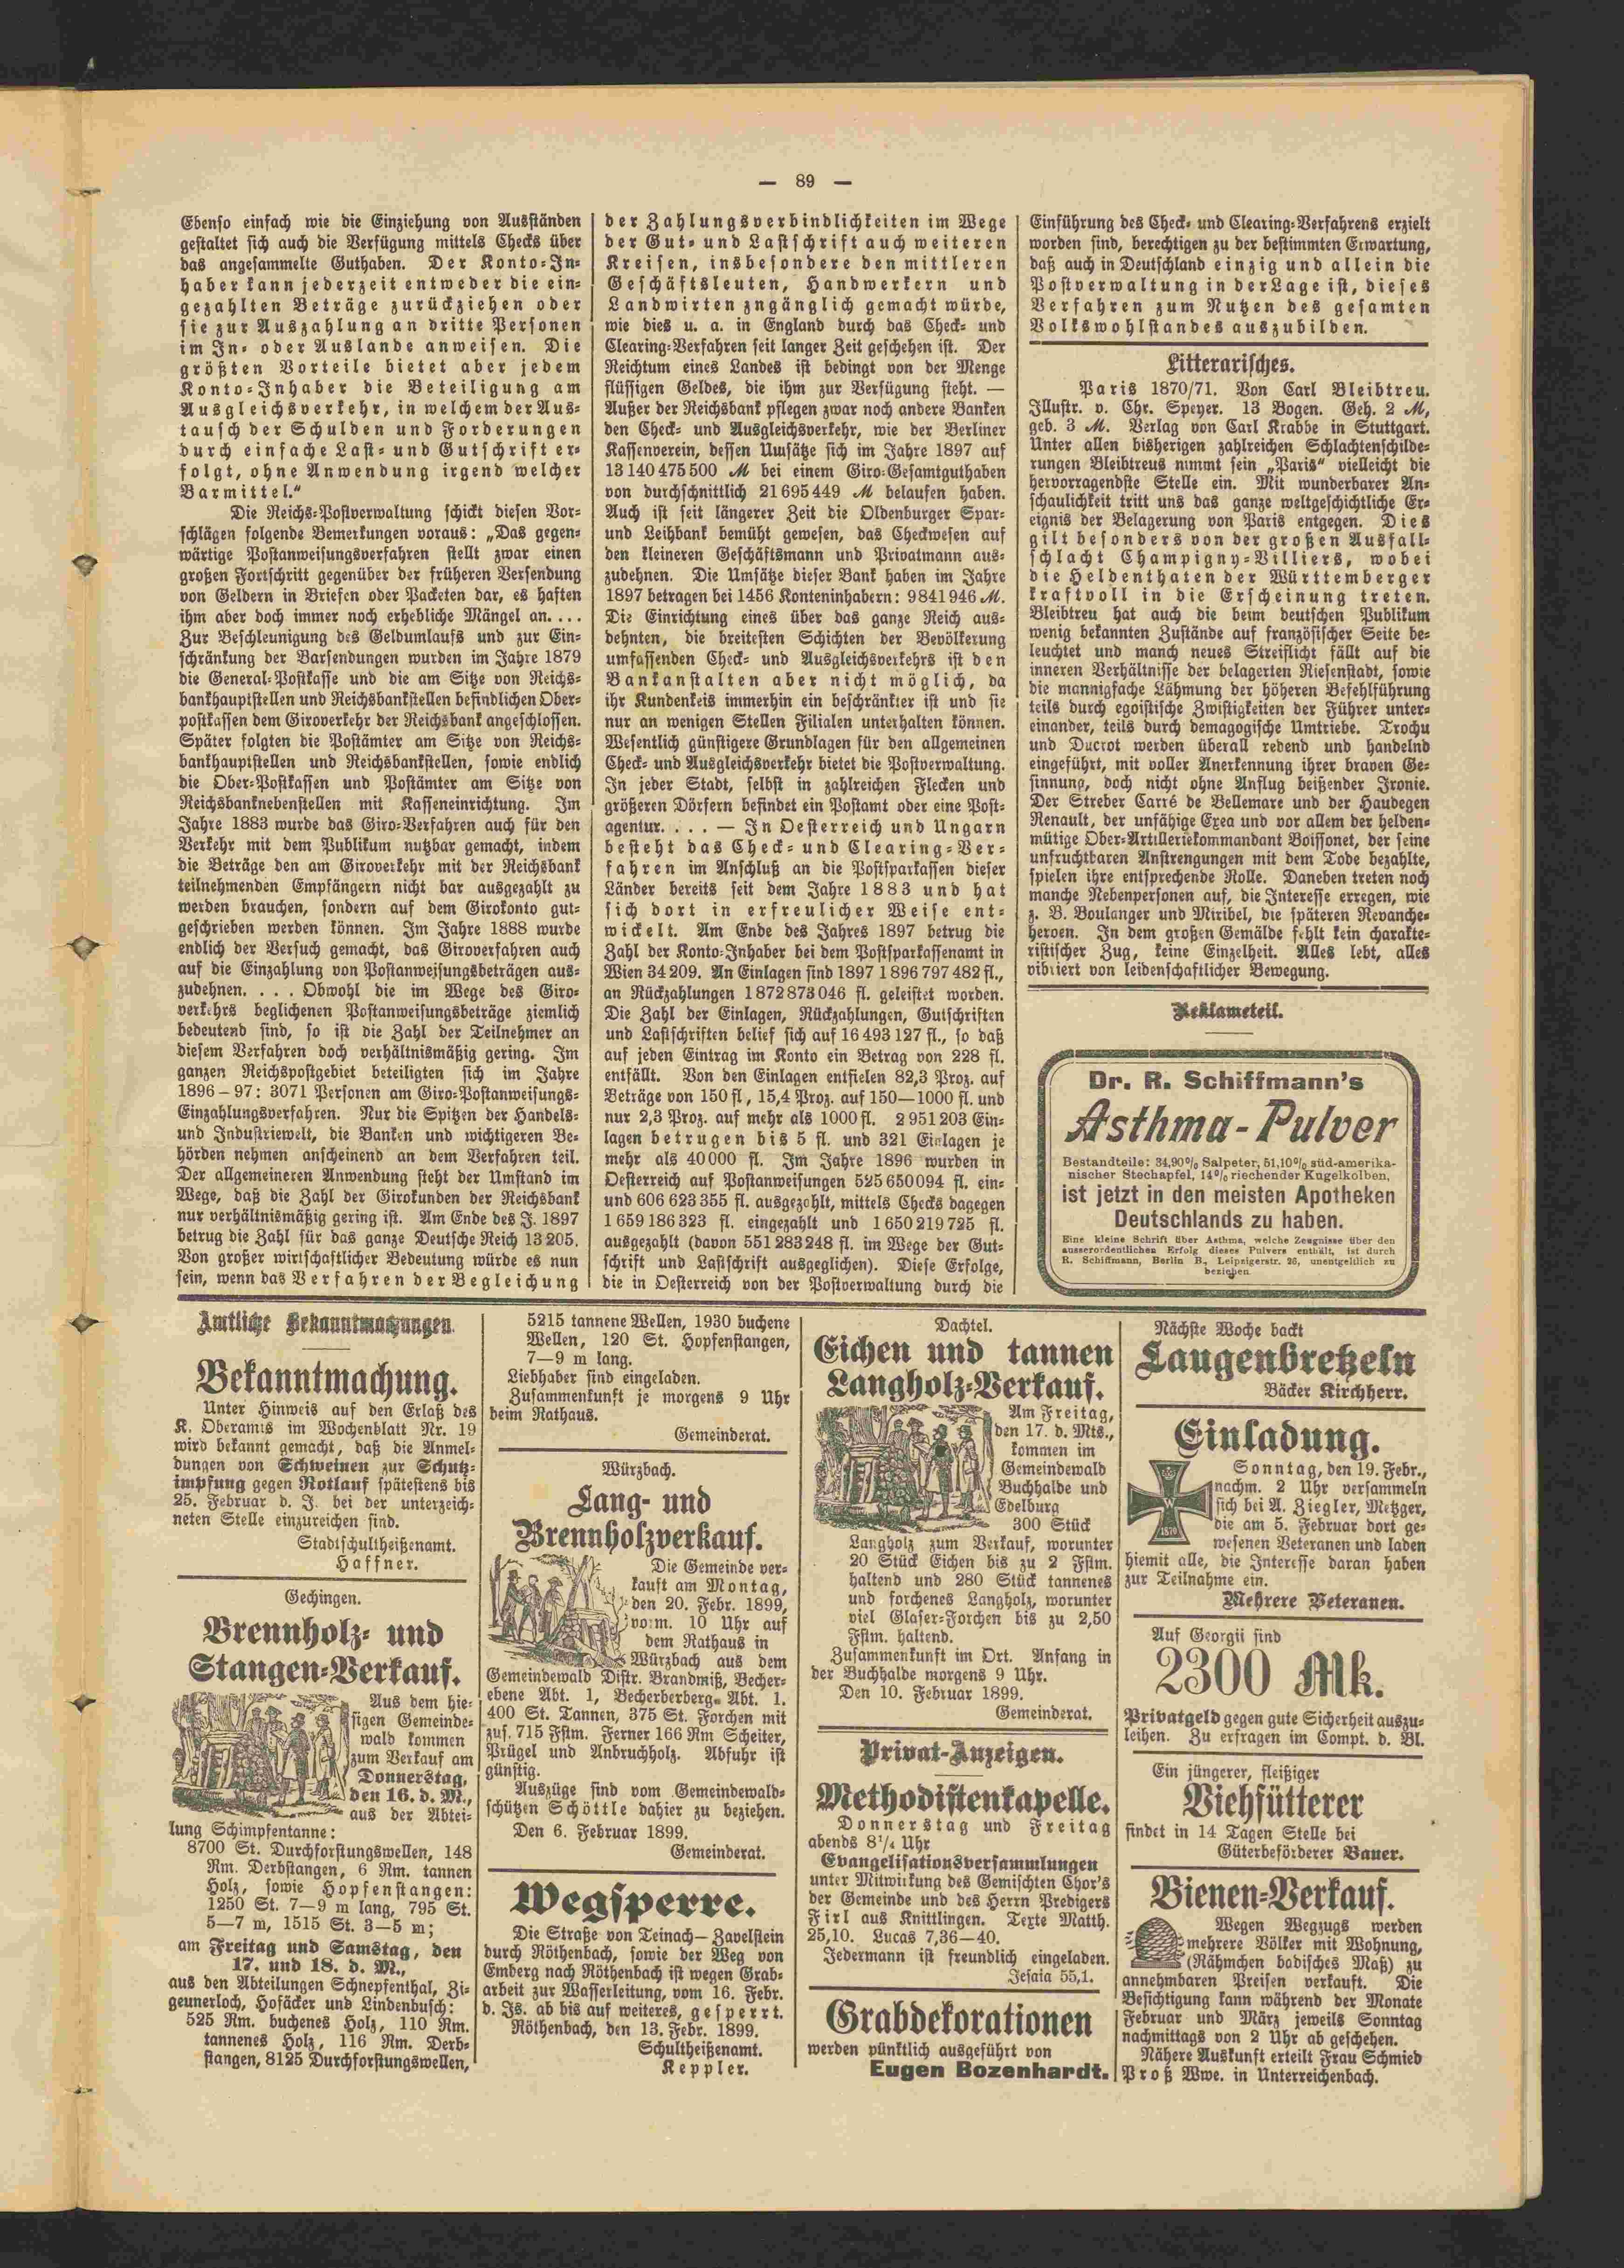 — 89 —
Ebenso einfach wie die Einziehung von Ausständen
gestaltet sich auch die Verfügung mittels Checks über
das angesammelte Guthaben. Der Konto-In-
haber kann jederzeit entweder die ein-
gezahlten Beträge zurückziehen oder
sie zur Auszahlung an dritte Personen
im In- oder Auslande anweisen. Die
größten Vorteile bietet aber jedem
Konto-Inhaber die Beteiligung am
Ausgleichsverkehr, in welchem der Aus-
tausch der Schulden und Forderungen
durch einfache Last- und Gutschrift er-
folgt, ohne Anwendung irgend welcher
Barmittel.“
Die Reichs-Postverwaltung schickt diesen Vor-
schlägen folgende Bemerkungen voraus: „Das gegen-
wärtige Postanweisungsverfahren stellt zwar einen
großen Fortschritt gegenüber der früheren Versendung
von Geldern in Briefen oder Packeten dar, es haften
ihm aber doch immer noch erhebliche Mängel an. ...
Zur Beschleunigung des Geldumlaufs und zur Ein-
schränkung der Barsendungen wurden im Jahre 1879
die General-Postkasse und die am Sitze von Reichs-
bankhauptstellen und Reichsbankstellen befindlichen Ober-
postkassen dem Giroverkehr der Reichsbank angeschlossen.
Später folgten die Postämter am Sitze von Reichs-
bankhauptstellen und Reichsbankstellen, sowie endlich
die Ober-Postkassen und Postämter am Sitze von
Reichsbanknebenstellen mit Kasseneinrichtung. Im
Jahre 1883 wurde das Giro-Verfahren auch für den
Verkehr mit dem Publikum nutzbar gemacht, indem
die Beträge den am Giroverkehr mit der Reichsbank
teilnehmenden Empfängern nicht bar ausgezahlt zu
werden brauchen, sondern auf dem Girokonto gut-
geschrieben werden können. Im Jahre 1888 wurde
endlich der Versuch gemacht, das Giroverfahren auch
auf die Einzahlung von Postanweisungsbeträgen aus-
zudehnen. ... Obwohl die im Wege des Giro-
verkehrs beglichenen Postanweisungsbeträge ziemlich
bedeutend sind, so ist die Zahl der Teilnehmer an
diesem Verfahren doch verhältnismäßig gering. Im
ganzen Reichspostgebiet beteiligten sich im Jahre
1896–97: 3071 Personen am Giro-Postanweisungs-
Einzahlungsverfahren. Nur die Spitzen der Handels-
und Industriewelt, die Banken und wichtigeren Be-
hörden nehmen anscheinend an dem Verfahren teil.
Der allgemeineren Anwendung steht der Umstand im
Wege, daß die Zahl der Girokunden der Reichsbank
nur verhältnismäßig gering ist. Am Ende des J. 1897
betrug die Zahl für das ganze Deutsche Reich 13205.
Von großer wirtschaftlicher Bedeutung würde es nun
sein, wenn das Verfahren der Begleichung
der Zahlungsverbindlichkeiten im Wege
der Gut- und Lastschrift auch weiteren
Kreisen, insbesondere den mittleren
Geschäftsleuten, Handwerkern und
Landwirten zngänglich gemacht würde,
wie dies u. a. in England durch das Check- und
Clearing-Verfahren seit langer Zeit geschehen ist. Der
Reichtum eines Landes ist bedingt von der Menge
flüssigen Geldes, die ihm zur Verfügung steht. —
Außer der Reichsbank pflegen zwar noch andere Banken
den Check- und Ausgleichsverkehr, wie der Berliner
Kassenverein, dessen Umsätze sich im Jahre 1897 auf
13140475500 M bei einem Giro-Gesamtguthaben
von durchschnittlich 21695449 M belaufen haben.
Auch ist seit längerer Zeit die Oldenburger Spar-
und Leihbank bemüht gewesen, das Checkwesen auf
den kleineren Geschäftsmann und Privatmann aus-
zudehnen. Die Umsätze dieser Bank haben im Jahre
1897 betragen bei 1456 Konteninhabern: 9841946 M.
Die Einrichtung eines über das ganze Reich aus-
dehnten, die breitesten Schichten der Bevölkerung
umfassenden Check- und Ausgleichsverkehrs ist den
Bankanstalten aber nicht möglich, da
ihr Kundenkeis immerhin ein beschränkter ist und sie
nur an wenigen Stellen Filialen unterhalten können.
Wesentlich günstigere Grundlagen für den allgemeinen
Check- und Ausgleichsverkehr bietet die Postverwaltung.
In jeder Stadt, selbst in zahlreichen Flecken und
größeren Dörfern befindet ein Postamt oder eine Post-
agentur. ... — In Oesterreich und Ungarn
besteht das Check- und Clearing-Ver-
fahren im Anschluß an die Postsparkassen dieser
Länder bereits seit dem Jahre 1883 und hat
sich dort in erfreulicher Weise ent-
wickelt. Am Ende des Jahres 1897 betrug die
Zahl der Konto-Inhaber bei dem Postsparkassenamt in
Wien 34209. An Einlagen sind 1897 1896797482 fl.,
an Rückzahlungen 1872873046 fl. geleistet worden.
Die Zahl der Einlagen, Rückzahlungen, Gutschriften
und Lastschriften belief sich auf 16493127 fl., so daß
auf jeden Eintrag im Konto ein Betrag von 228 fl.
entfällt. Von den Einlagen entfielen 82,3 Proz. auf
Beträge von 150 fl, 15,4 Proz. auf 150—1000 fl. und
nur 2,3 Proz. auf mehr als 1000 fl. 2951203 Ein-
lagen betrugen bis 5 fl. und 321 Einlagen je
mehr als 40000 fl. Im Jahre 1896 wurden in
Oesterreich auf Postanweisungen 525650094 fl. ein-
und 606623355 fl. ausgezahlt, mittels Checks dagegen
1659186323 fl. eingezahlt und 1650219725 fl.
ausgezahlt (davon 551283248 fl. im Wege der Gut-
schrift und Lastschrift ausgeglichen). Diese Erfolge,
die in Oesterreich von der Postverwaltung durch die
Einführung des Check- und Clearing-Verfahrens erzielt
worden sind, berechtigen zu der bestimmten Erwartung,
daß auch in Deutschland einzig und allein die
Postverwaltung in der Lage ist, dieses
Verfahren zum Nutzen des gesamten
Volkswohlstandes auszubilden.
Litterarisches.
Paris 1870/71. Von Carl Bleibtreu.
Illustr. v. Chr. Speyer. 13 Bogen. Geh. 2 M,
geb. 3 M. Verlag von Carl Krabbe in Stuttgart.
Unter allen bisherigen zahlreichen Schlachtenschilde-
rungen Bleibtreus nimmt sein „Paris“ vielleicht die
hervorragendste Stelle ein. Mit wunderbarer An-
schaulichkeit tritt uns das ganze weltgeschichtliche Er-
eignis der Belagerung von Paris entgegen. Dies
gilt besonders von der großen Ausfall-
schlacht Champigny-Villiers, wobei
die Heldenthaten der Württemberger
kraftvoll in die Erscheinung treten.
Bleibtreu hat auch die beim deutschen Publikum
wenig bekannten Zustände auf französischer Seite be-
leuchtet und manch neues Streiflicht fällt auf die
inneren Verhältnisse der belagerten Riesenstadt, sowie
die mannigfache Lähmung der höheren Befehlführung
teils durch egoistische Zwistigkeiten der Führer unter-
einander, teils durch demagogische Umtriebe. Trochu
und Ducrot werden überall redend und handelnd
eingeführt, mit voller Anerkennung ihrer braven Ge-
sinnung, doch nicht ohne Anflug beißender Ironie.
Der Streber Carré de Bellemare und der Haudegen
Renault, der unfähige Exea und vor allem der helden-
mütige Ober-Artilleriekommandant Boissonet, der seine
unfruchtbaren Anstrengungen mit dem Tode bezahlte,
spielen ihre entsprechende Rolle. Daneben treten noch
manche Nebenpersonen auf, die Interesse erregen, wie
z. B. Boulanger und Miribel, die späteren Revanche-
heroen. In dem großen Gemälde fehlt kein charakte-
ristischer Zug, keine Einzelheit. Alles lebt, alles
vibriert von leidenschaftlicher Bewegung.
Reklameteil.
Dr. R. Schiffmann's
Asthma-Pulver
Bestandteile: 34,90% Salpeter, 51,10% süd-amerika-
nischer Stechapfel, 14% riechender Kugelkolben,
ist jetzt in den meisten Apotheken
Deutschlands zu haben.
Eine kleine Schrift über Asthma, welche Zeugnisse über den
ausserordentlichen Erfolg dieses Pulvers enthält, ist durch
R. Schiffmann, Berlin B., Leipzigerstr. 26, unentgeltlich zu
beziehen
Amtliche Bekanntmachungen.
Bekanntmachung.
Unter Hinweis auf den Erlaß des
K. Oberamts im Wochenblatt Nr. 19
wird bekannt gemacht, daß die Anmel-
dungen von Schweinen zur Schutz-
impfung gegen Rotlauf spätestens bis
25. Februar d. J. bei der unterzeich-
neten Stelle einzureichen sind.
Stadtschultheißenamt.
Haffner.
Gechingen.
Brennholz- und
Stangen-Verkauf.
Aus dem hie-
sigen Gemeinde-
wald kommen
zum Verkauf am
Donnerstag,
den 16. d. M.,
aus der Abtei-
lung Schimpfentanne:
8700 St. Durchforstungswellen, 148
Rm. Derbstangen, 6 Rm. tannen
Holz, sowie Hopfenstangen:
1250 St. 7—9 m lang, 795 St.
5—7 m, 1515 St. 3—5 m;
am Freitag und Samstag, den
17. und 18. d. M.,
aus den Abteilungen Schnepfenthal, Zi-
geunerloch, Hofäcker und Lindenbusch:
525 Rm. buchenes Holz, 110 Rm.
tannenes Holz, 116 Rm. Derb-
stangen, 8125 Durchforstungswellen,
5215 tannene Wellen, 1930 buchene
Wellen, 120 St. Hopfenstangen,
7—9 m lang.
Liebhaber sind eingeladen.
Zusammenkunft je morgens 9 Uhr
beim Rathaus.
Gemeinderat.
Würzbach.
Lang- und
Brennholzverkauf.
Die Gemeinde ver-
kauft am Montag,
den 20. Febr. 1899,
vorm. 10 Uhr auf
dem Rathaus in
Würzbach aus dem
Gemeindewald Distr. Brandmiß, Becher-
ebene Abt. 1, Becherberberg- Abt. 1.
400 St. Tannen, 375 St. Forchen mit
zus. 715 Fstm. Ferner 166 Rm Scheiter,
Prügel und Anbruchholz. Abfuhr ist
günstig.
Auszüge sind vom Gemeindewald-
schützen Schöttle dahier zu beziehen.
Den 6. Februar 1899.
Gemeinderat.
Wegsperre.
Die Straße von Teinach—Zavelstein
durch Röthenbach, sowie der Weg von
Emberg nach Röthenbach ist wegen Grab-
arbeit zur Wasserleitung, vom 16. Febr.
d. Js. ab bis auf weiteres, gesperrt.
Röthenbach, den 13. Febr. 1899.
Schultheißenamt.
Keppler.
Dachtel.
Eichen und tannen
Langholz-Verkauf.
Am Freitag,
den 17. d. Mts.,
kommen im
Gemeindewald
Buchhalde und
Edelburg
300 Stück
Langholz zum Verkauf, worunter
20 Stück Eichen bis zu 2 Fstm.
haltend und 280 Stück tannenes
und forchenes Langholz, worunter
viel Glaser-Forchen bis zu 2,50
Fstm. haltend.
Zusammenkunft im Ort. Anfang in
der Buchhalde morgens 9 Uhr.
Den 10. Februar 1899.
Gemeinderat.
Privat-Anzeigen.
Methodistenkapelle.
Donnerstag und Freitag
abends 8¼ Uhr
Evangelisationsversammlungen
unter Mitwirkung des Gemischten Chor's
der Gemeinde und des Herrn Predigers
Firl aus Knittlingen. Texte Matth.
25,10. Lucas 7,36—40.
Jedermann ist freundlich eingeladen.
Jesaia 55,1.
Grabdekorationen
werden pünktlich ausgeführt von
Eugen Bozenhardt.
Nächste Woche backt
Laugenbretzeln
Bäcker Kirchherr.
Einladung.
W
1870
Sonntag, den 19. Febr.,
nachm. 2 Uhr versammeln
sich bei A. Ziegler, Metzger,
die am 5. Februar dort ge-
wesenen Veteranen und laden
hiemit alle, die Interesse daran haben
zur Teilnahme ein.
Mehrere Veteranen.
Auf Georgii sind
2300 Mk.
Privatgeld gegen gute Sicherheit auszu-
leihen. Zu erfragen im Compt. d. Bl.
Ein jüngerer, fleißiger
Viehfütterer
findet in 14 Tagen Stelle bei
Güterbeförderer Bauer.
Bienen-Verkauf.
Wegen Wegzugs werden
mehrere Völker mit Wohnung,
(Rähmchen badisches Maß) zu
annehmbaren Preisen verkauft. Die
Besichtigung kann während der Monate
Februar und März jeweils Sonntag
nachmittags von 2 Uhr ab geschehen.
Nähere Auskunft erteilt Frau Schmied
Proß Wwe. in Unterreichenbach.